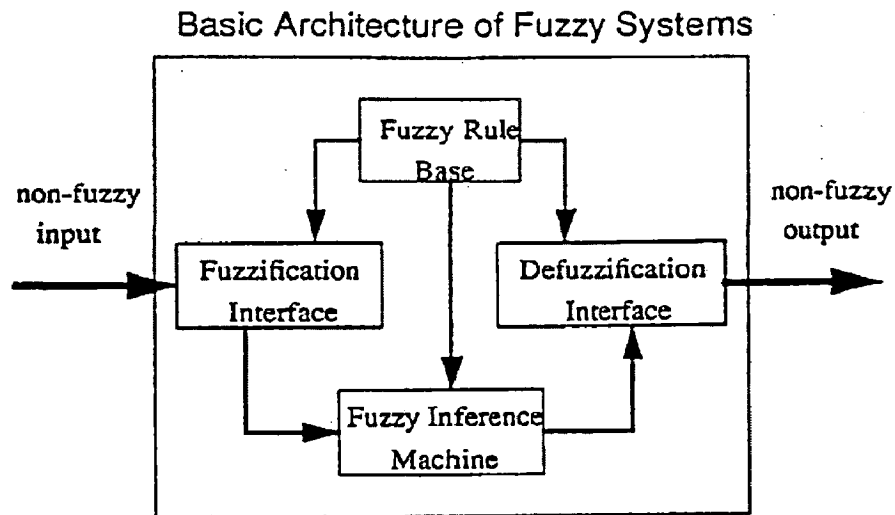 Basic Architecture of Fuzzy Systems
Fuzzy Rule
Base
non-fuzzy
input
non-fuzzy
output
Fuzzification
Interface
Defuzzification
Interface
Fuzzy Inference
Machine